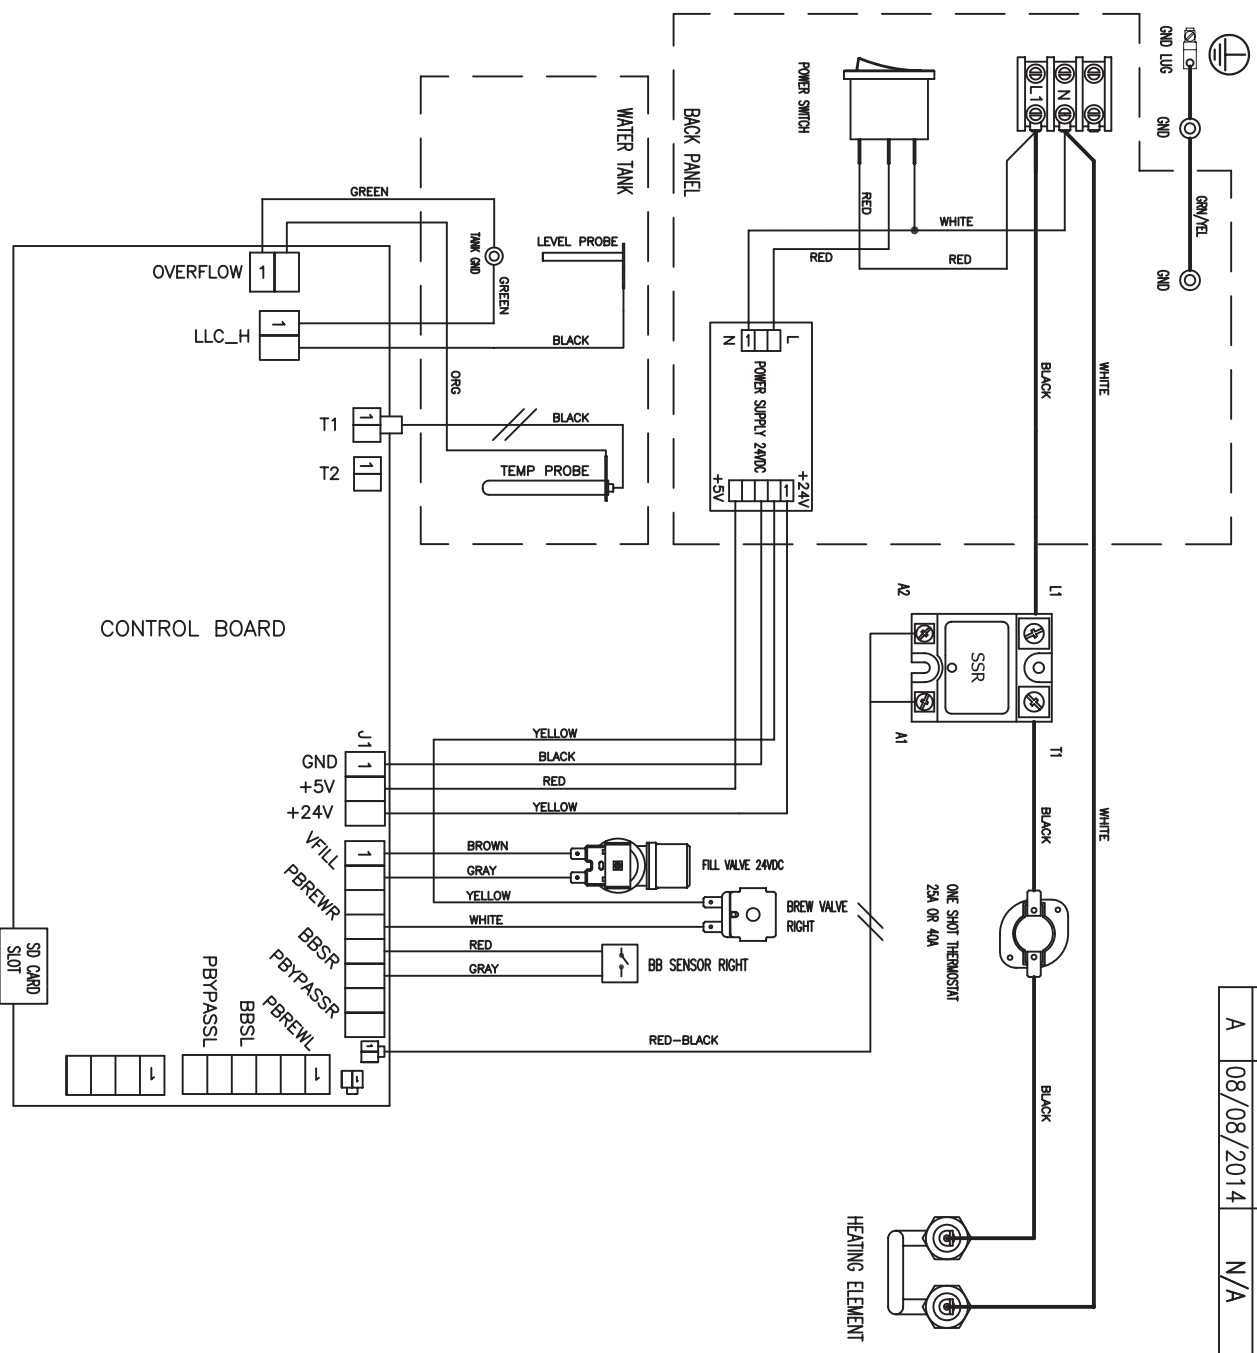 GND LUG
GND
GRN/YEL
GND
POWER SWITCH
L1
N
BACK PANEL
WATER TANK
RED
WHITE
RED
RED
GREEN
TANK GND
LEVEL PROBE
GREEN
OVERFLOW
1
LLC_H
1
BLACK
ORG
T1
1
BLACK
T2
1
TEMP PROBE
N
1
L
POWER SUPPLY 24VDC
+5V
1
+24V
BLACK
WHITE
CONTROL BOARD
A2
L1
SSR
A1
T1
J1
GND
1
+5V
+24V
YELLOW
BLACK
RED
YELLOW
VFILL
1
PBREWR
BBSR
PBYPASSR
BROWN
GRAY
YELLOW
WHITE
RED
GRAY
FILL VALVE 24VDC
BREW VALVE
RIGHT
BB SENSOR RIGHT
BLACK
WHITE
ONE SHOT THERMOSTAT
25A OR 40A
RED-BLACK
1
1
SD CARD
SLOT
PBYPASSL
BBSL
PBREWL
1
1
BLACK
HEATING ELEMENT
A
08/08/2014
N/A